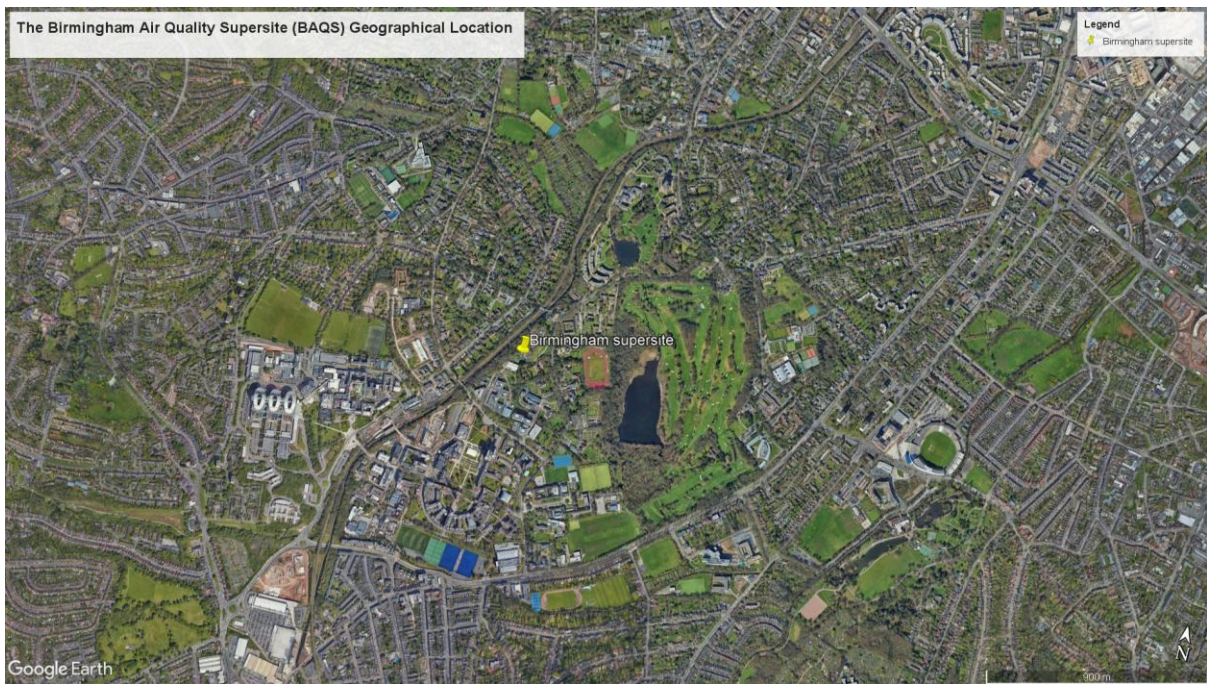 The Birmingham Air Quality Supersite (BAQS) Geographical Location
Legend
Birmingham supersite
Birmingham supersite
Google Earth
N
900 m